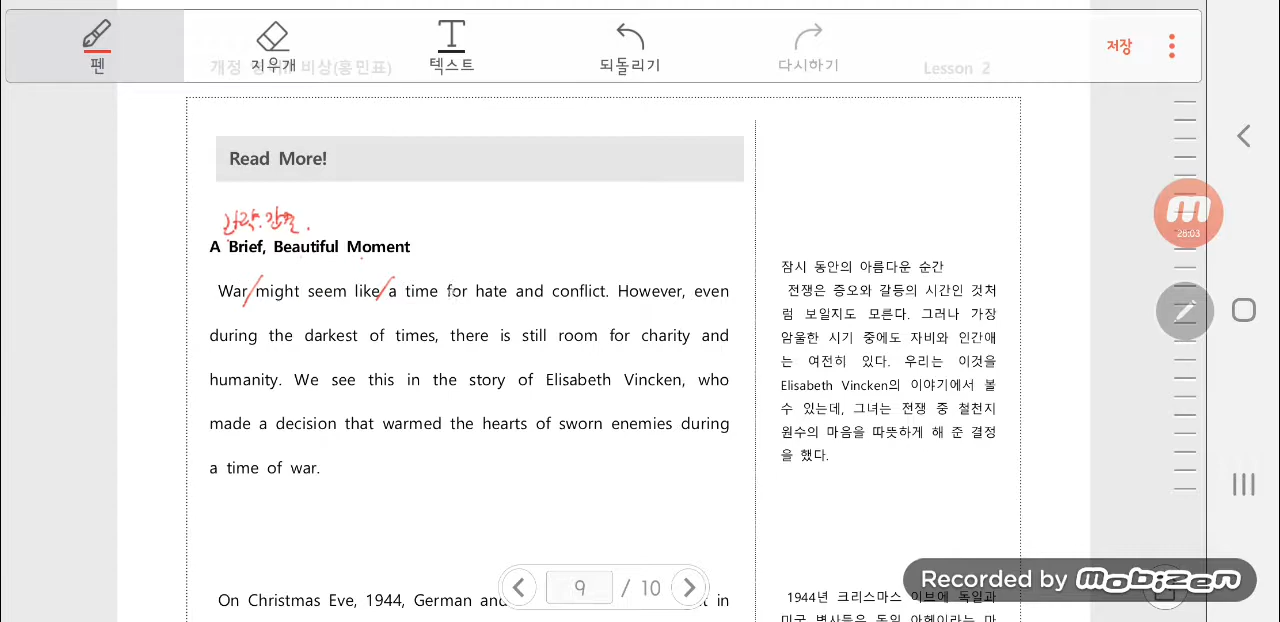 펜
지우개
텍스트
되돌리기
다시하기
저장
비상(홍민표)
Lesson 2
Read More!
A Brief, Beautiful Moment
War might seem like a time for hate and conflict. However, even
during the darkest of times, there is still room for charity and
humanity. We see this in the story of Elisabeth Vincken, who
made a decision that warmed the hearts of sworn enemies during
a time of war.
On Christmas Eve, 1944, German and
in
잠시 동안의 아름다운 순간
전쟁은 증오와 갈등의 시간인 것처
럼 보일지도 모른다. 그러나 가장
암울한 시기 중에도 자비와 인간애
는 여전히 있다. 우리는 이것을
Elisabeth Vincken의 이야기에서 볼
수 있는데, 그녀는 전쟁 중 철천지
원수의 마음을 따뜻하게 해 준 결정
을 했다.
1944년 크리스마스 이브에 독일과
28:03
9 / 10
Recorded by mobizen